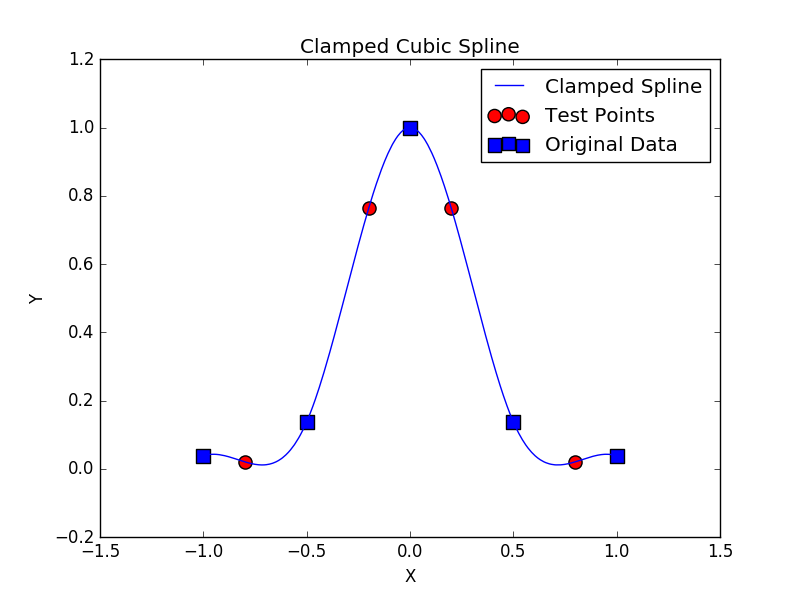 Clamped Cubic Spline
1.2
1.0
0.8
0.6
0.4
0.2
0.0
−0.2
Y
−1.5 −1.0 −0.5 0.0 0.5 1.0 1.5
X
Clamped Spline
Test Points
Original Data